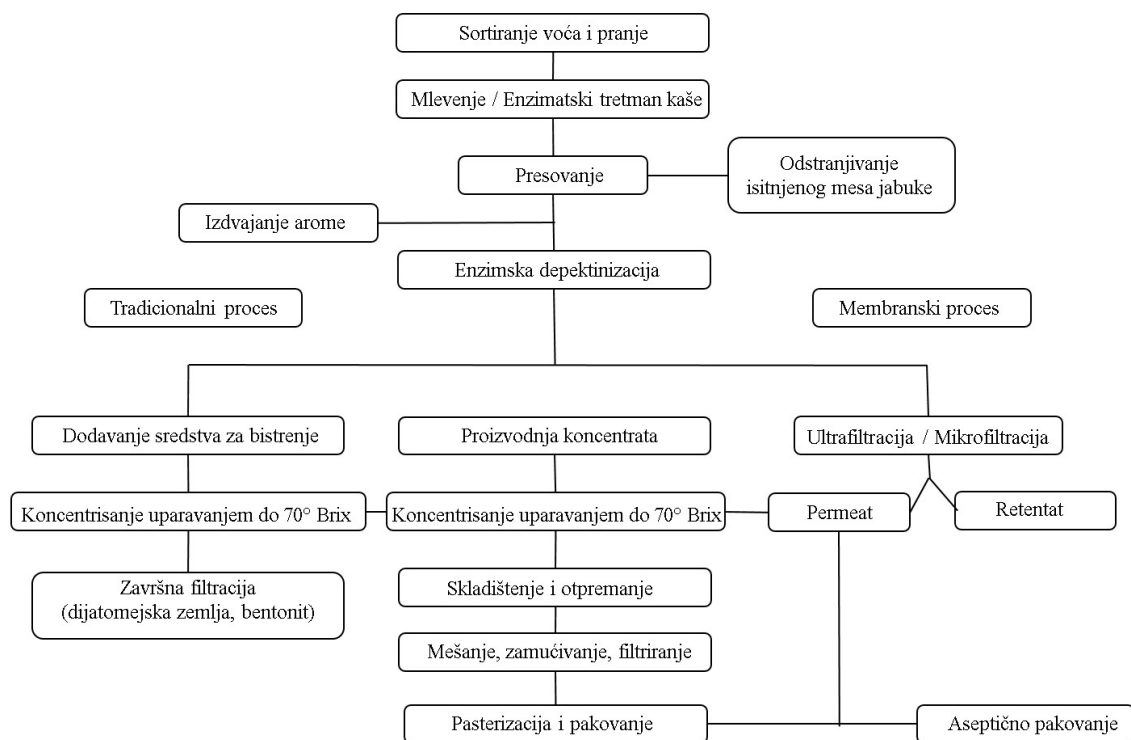 Sortiranje voća i pranje
Mlevenje / Enzimatski tretman kaše
Presovanje
Odstranjivanje
isitnjenog mesa jabuke
Izdvajanje arome
Enzimska depektinizacija
Tradicionalni proces
Membranski proces
Dodavanje sredstva za bistrenje
Proizvodnja koncentrata
Ultrafiltracija / Mikrofiltracija
Koncentrisanje uparavanjem do 70° Brix
Koncentrisanje uparavanjem do 70° Brix
Permeat
Retentat
Završna filtracija
(dijatomejska zemlja, bentonit)
Skladištenje i otpremanje
Mešanje, zamućivanje, filtriranje
Pasterizacija i pakovanje
Aseptično pakovanje